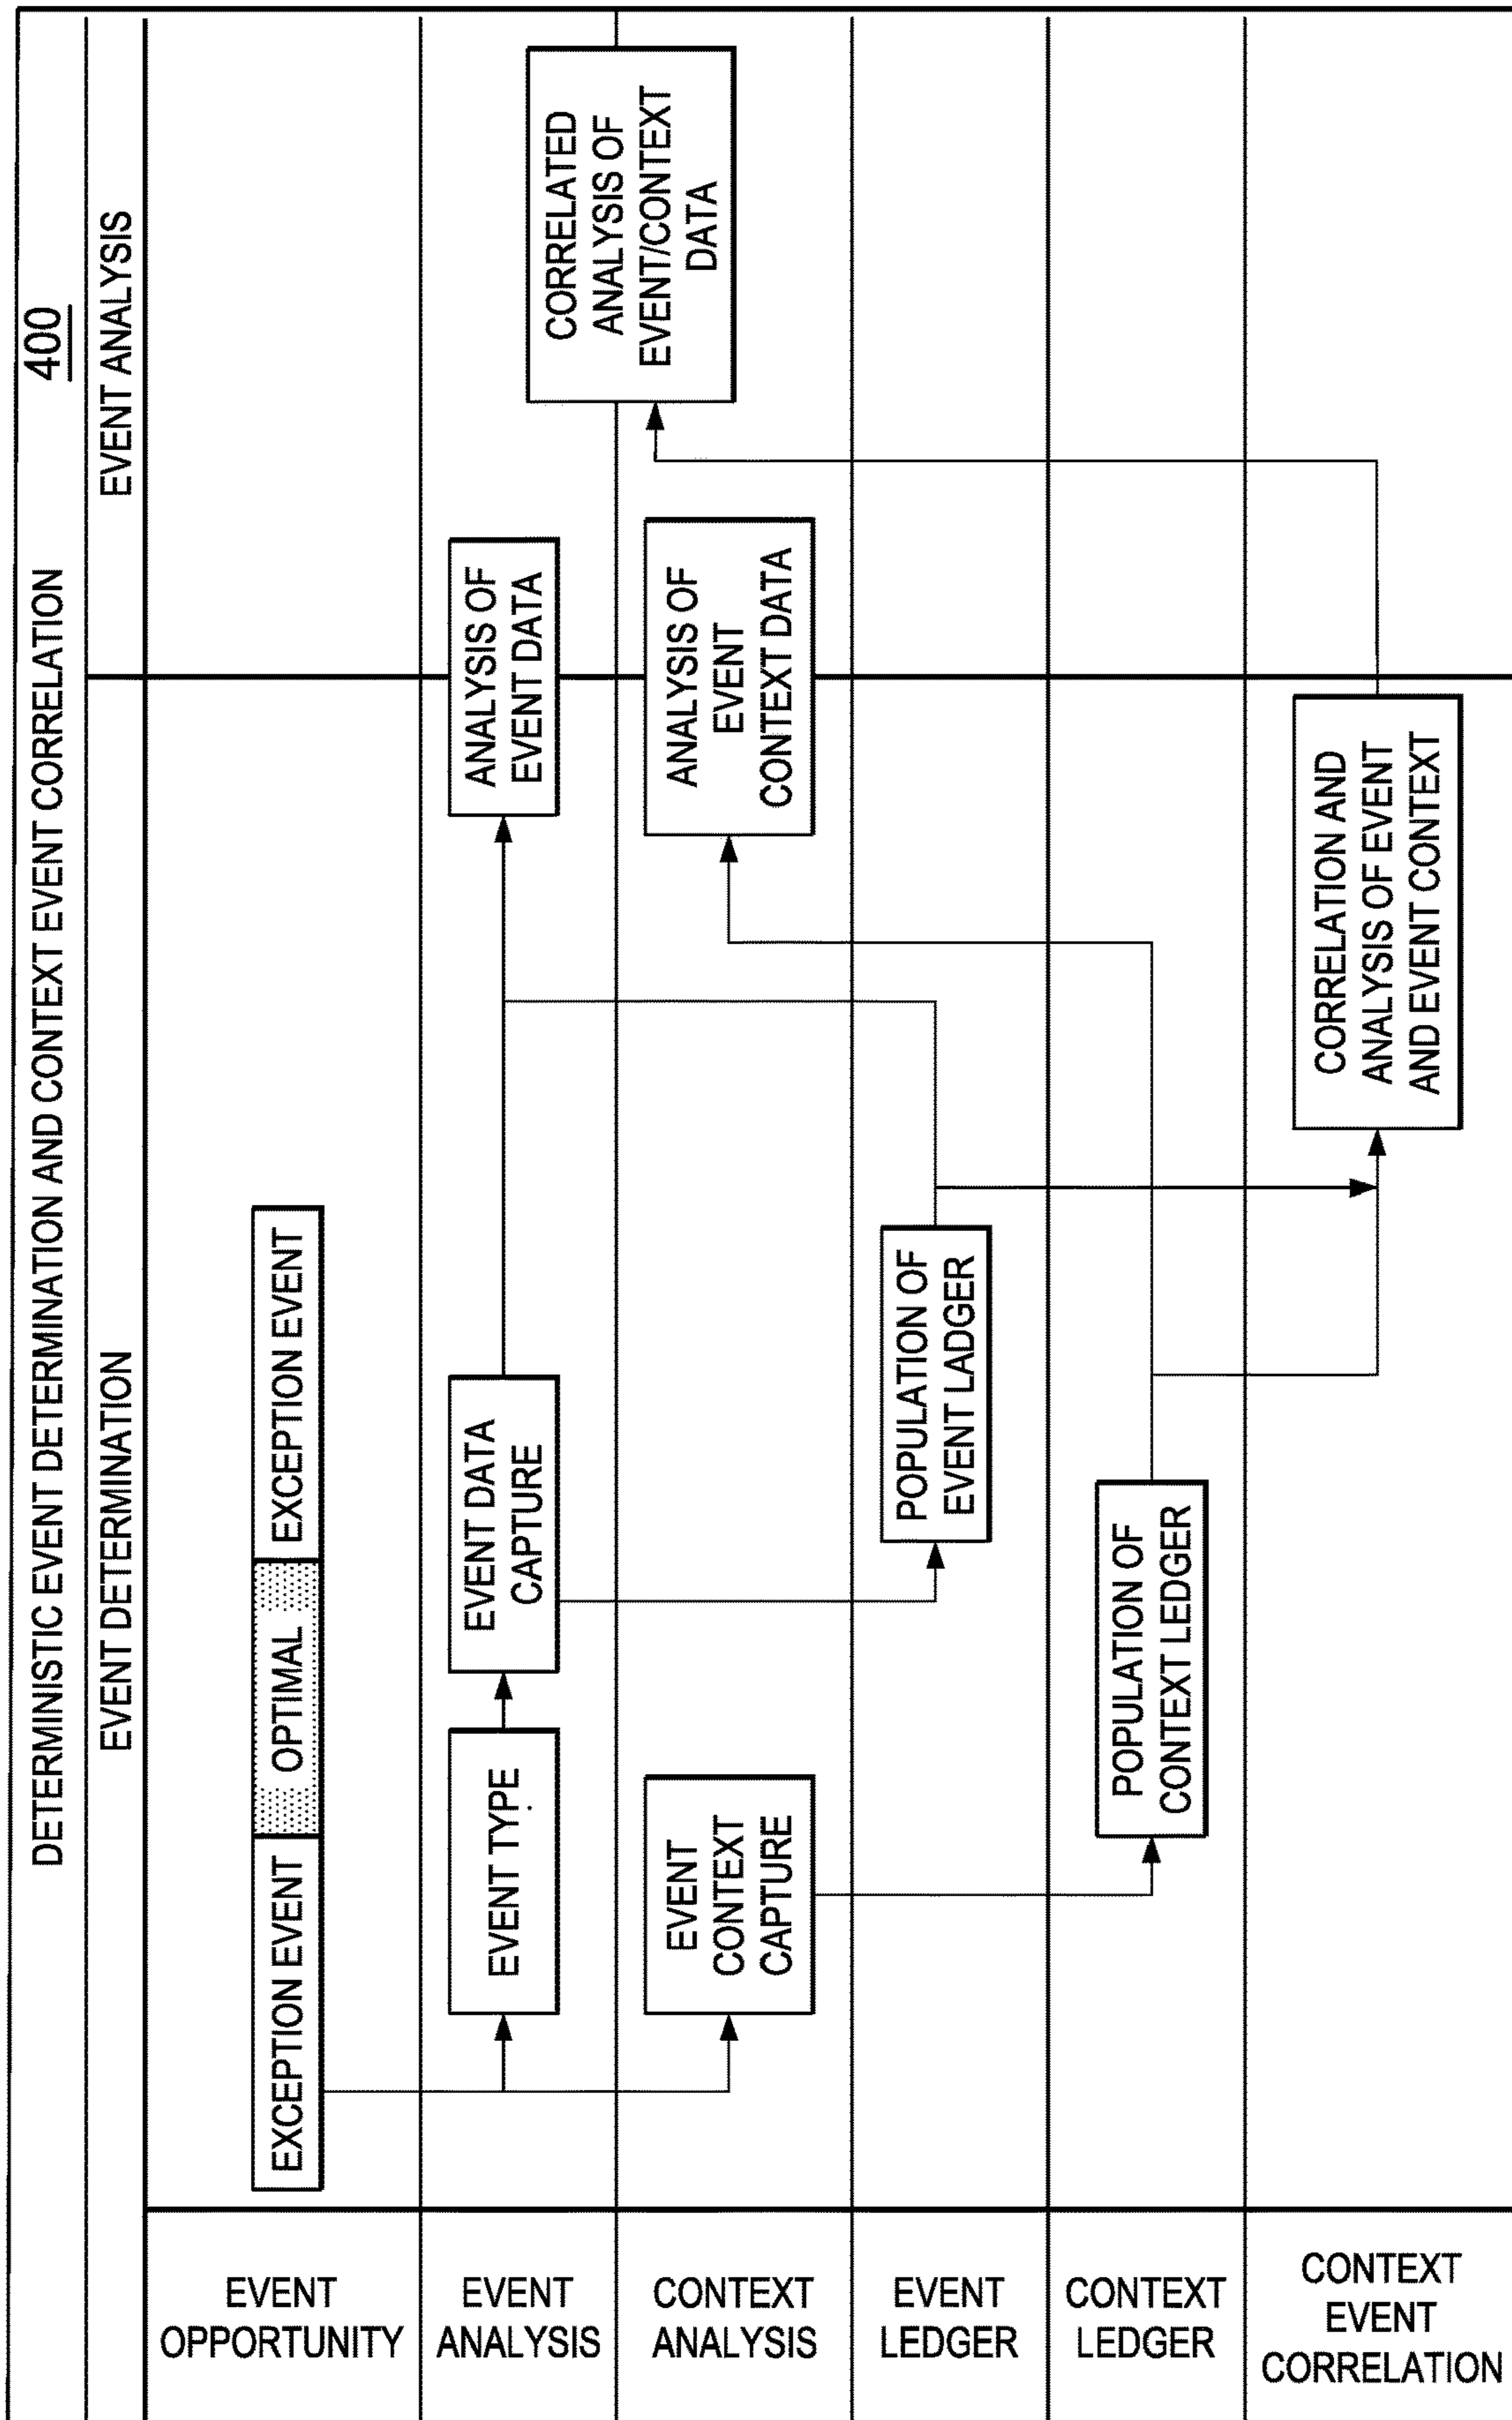 DETERMINISTIC EVENT DETERMINATION AND CONTEXT EVENT CORRELATION
400
EVENT DETERMINATION
EVENT ANALYSIS
EVENT
OPPORTUNITY
EXCEPTION EVENT
OPTIMAL
EXCEPTION EVENT
EVENT
ANALYSIS
EVENT TYPE
EVENT DATA
CAPTURE
ANALYSIS OF
EVENT DATA
CORRELATED
ANALYSIS OF
EVENT/CONTEXT
DATA
CONTEXT
ANALYSIS
EVENT
CONTEXT
CAPTURE
ANALYSIS OF
EVENT
CONTEXT DATA
EVENT
LEDGER
POPULATION OF
EVENT LADGER
CONTEXT
LEDGER
POPULATION OF
CONTEXT LEDGER
CONTEXT
EVENT
CORRELATION
CORRELATION AND
ANALYSIS OF EVENT
AND EVENT CONTEXT